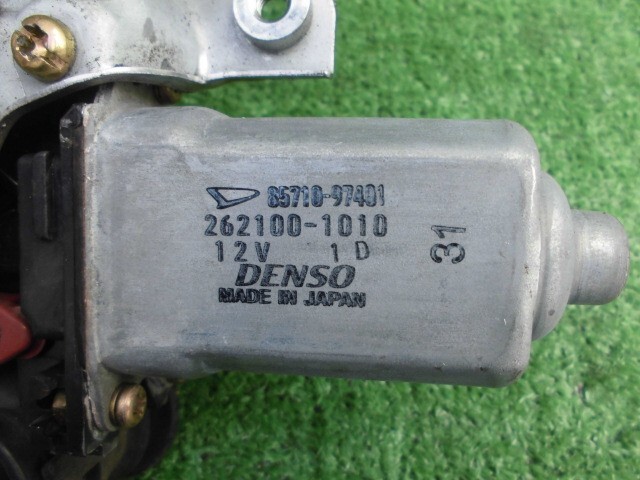 85710-97401
262100-1010
12V 1D
DENSO
MADE IN JAPAN
31